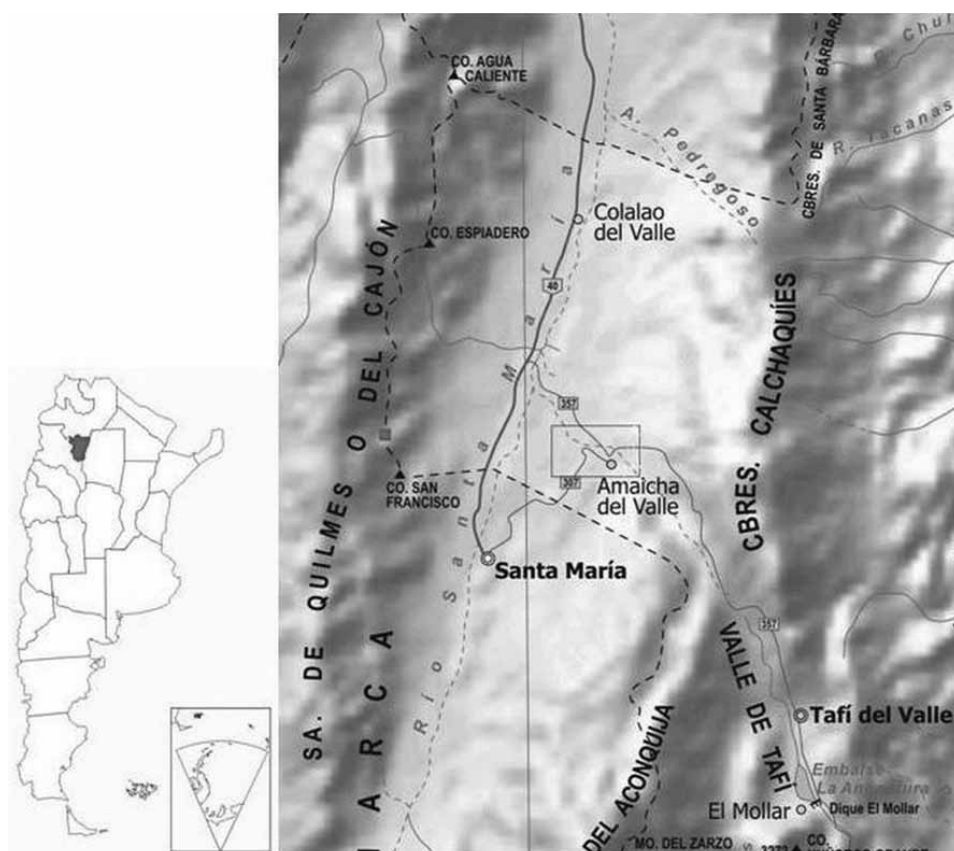 CO. AGUA
CALIENTE
CBRES. DE SANTA BÁRBARA
A. Pedregoso
Colalao
del Valle
CO. ESPIADERO
40
SA. DE QUILMES O DEL CAJÓN
CBRES. CALCHAQUÍES
Río Santa María
357
CO. SAN
FRANCISCO
307
Amaicha
del Valle
Santa María
ARCA
357
VALLE DE TAFÍ
Tafí del Valle
DEL ACONQUIJA
El Mollar
Dique El Mollar
MO. DEL ZARZO
CO.